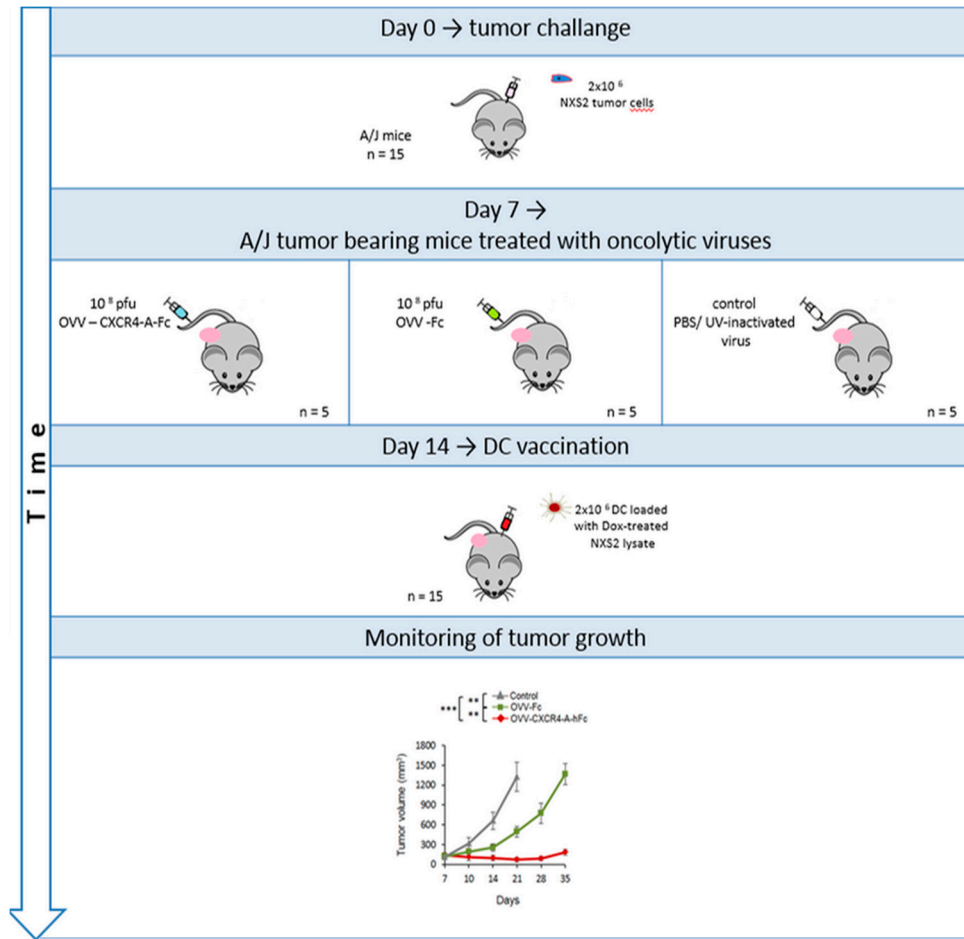 Day 0 → tumor challange
2x10 ⁶
NXS2 tumor cells
A/J mice
n = 15
Day 7 →
A/J tumor bearing mice treated with oncolytic viruses
10 ⁸ pfu
OVV – CXCR4-A-Fc
n = 5
10 ⁸ pfu
OVV -Fc
n = 5
control
PBS/ UV-inactivated
virus
n = 5
Time
Day 14 → DC vaccination
2x10 ⁶ DC loaded
with Dox-treated
NXS2 lysate
n = 15
Monitoring of tumor growth
*** ** Control
OVV-Fc
** OVV-CXCR4-A-hFc
Tumor volume (mm³)
1800
1500
1200
900
600
300
0
7 10 14 21 28 35
Days